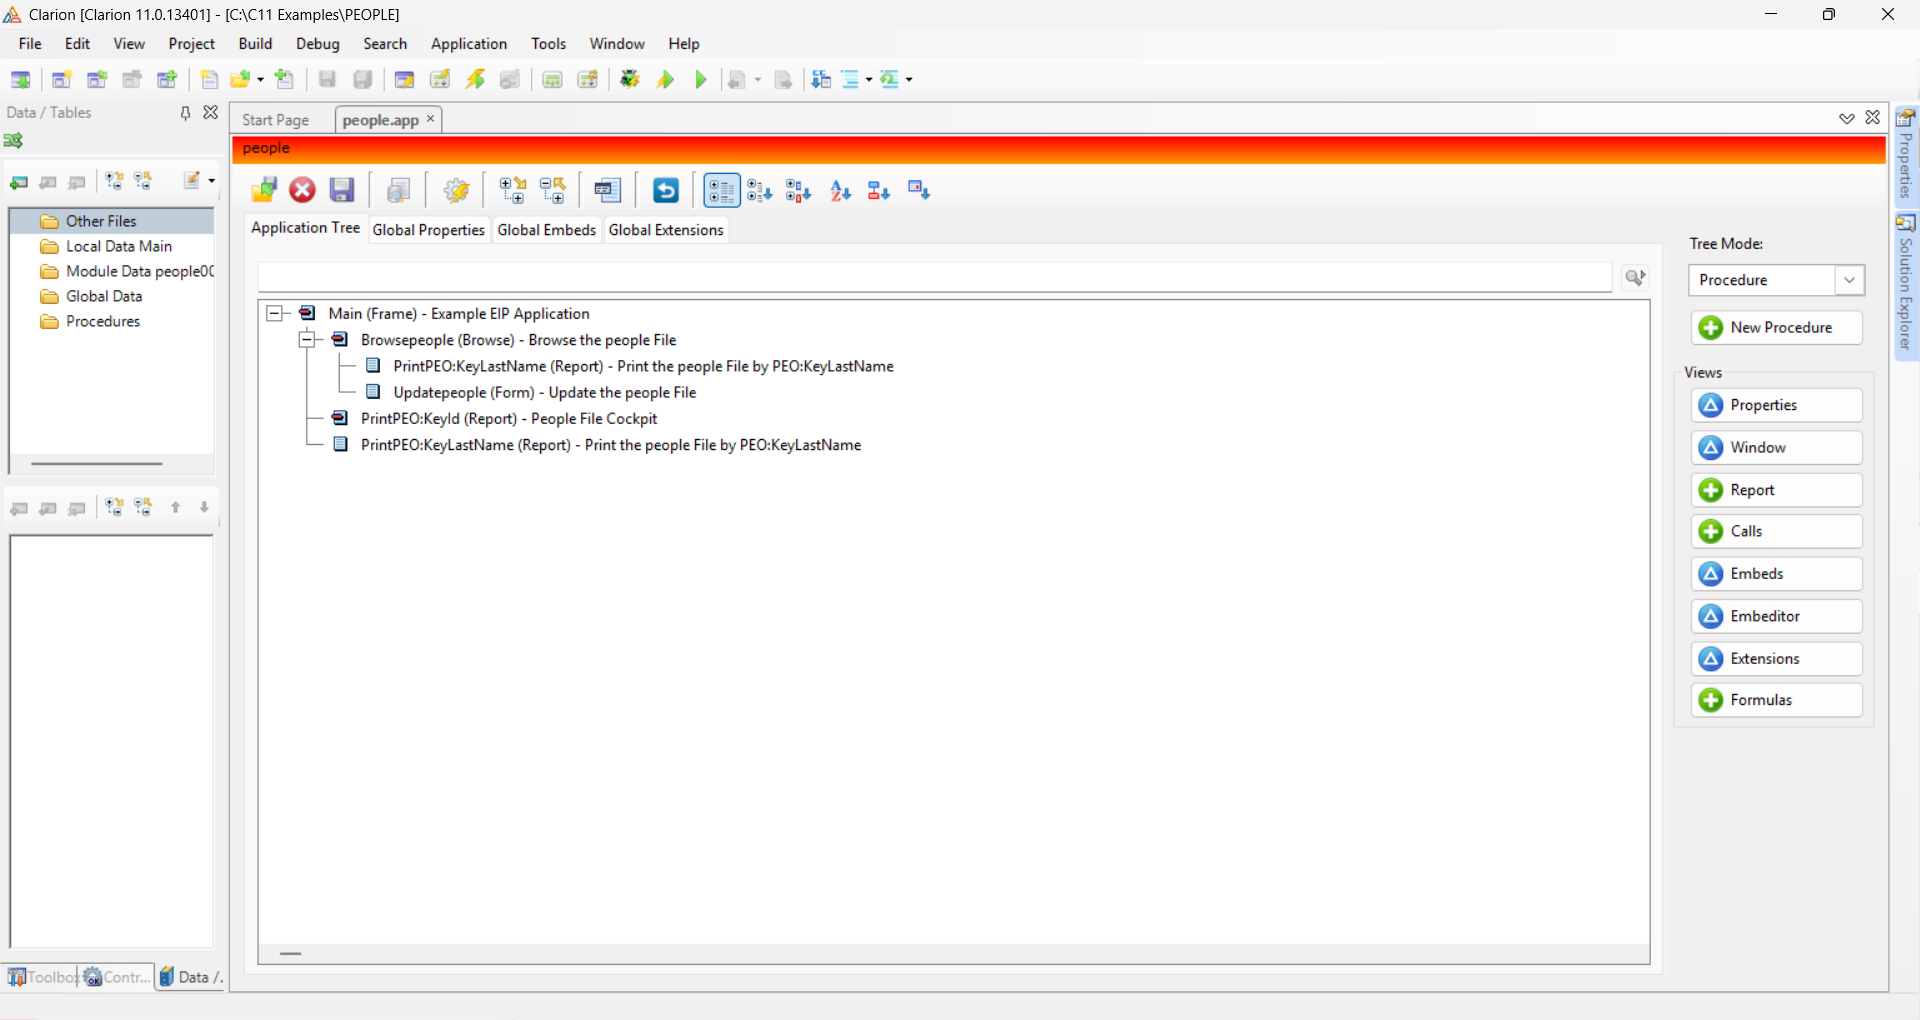 Clarion [Clarion 11.0.13401] - [C:\C11 Examples\PEOPLE]
File Edit View Project Build Debug Search Application Tools Window Help
Data / Tables
Other Files
Local Data Main
Module Data people00
Global Data
Procedures
Toolbox Contr... Data /.
Start Page people.app
people
Application Tree Global Properties Global Embeds Global Extensions
Main (Frame) - Example EIP Application
Browsepeople (Browse) - Browse the people File
PrintPEO:KeyLastName (Report) - Print the people File by PEO:KeyLastName
Updatepeople (Form) - Update the people File
PrintPEO:KeyId (Report) - People File Cockpit
PrintPEO:KeyLastName (Report) - Print the people File by PEO:KeyLastName
Tree Mode:
Procedure
New Procedure
Views
Properties
Window
Report
Calls
Embeds
Embeditor
Extensions
Formulas
Properties
Solution Explorer